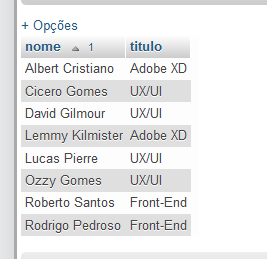 + Opções
nome 1 titulo
Albert Cristiano Adobe XD
Cicero Gomes UX/UI
David Gilmour UX/UI
Lemmy Kilmister Adobe XD
Lucas Pierre UX/UI
Ozzy Gomes UX/UI
Roberto Santos Front-End
Rodrigo Pedroso Front-End